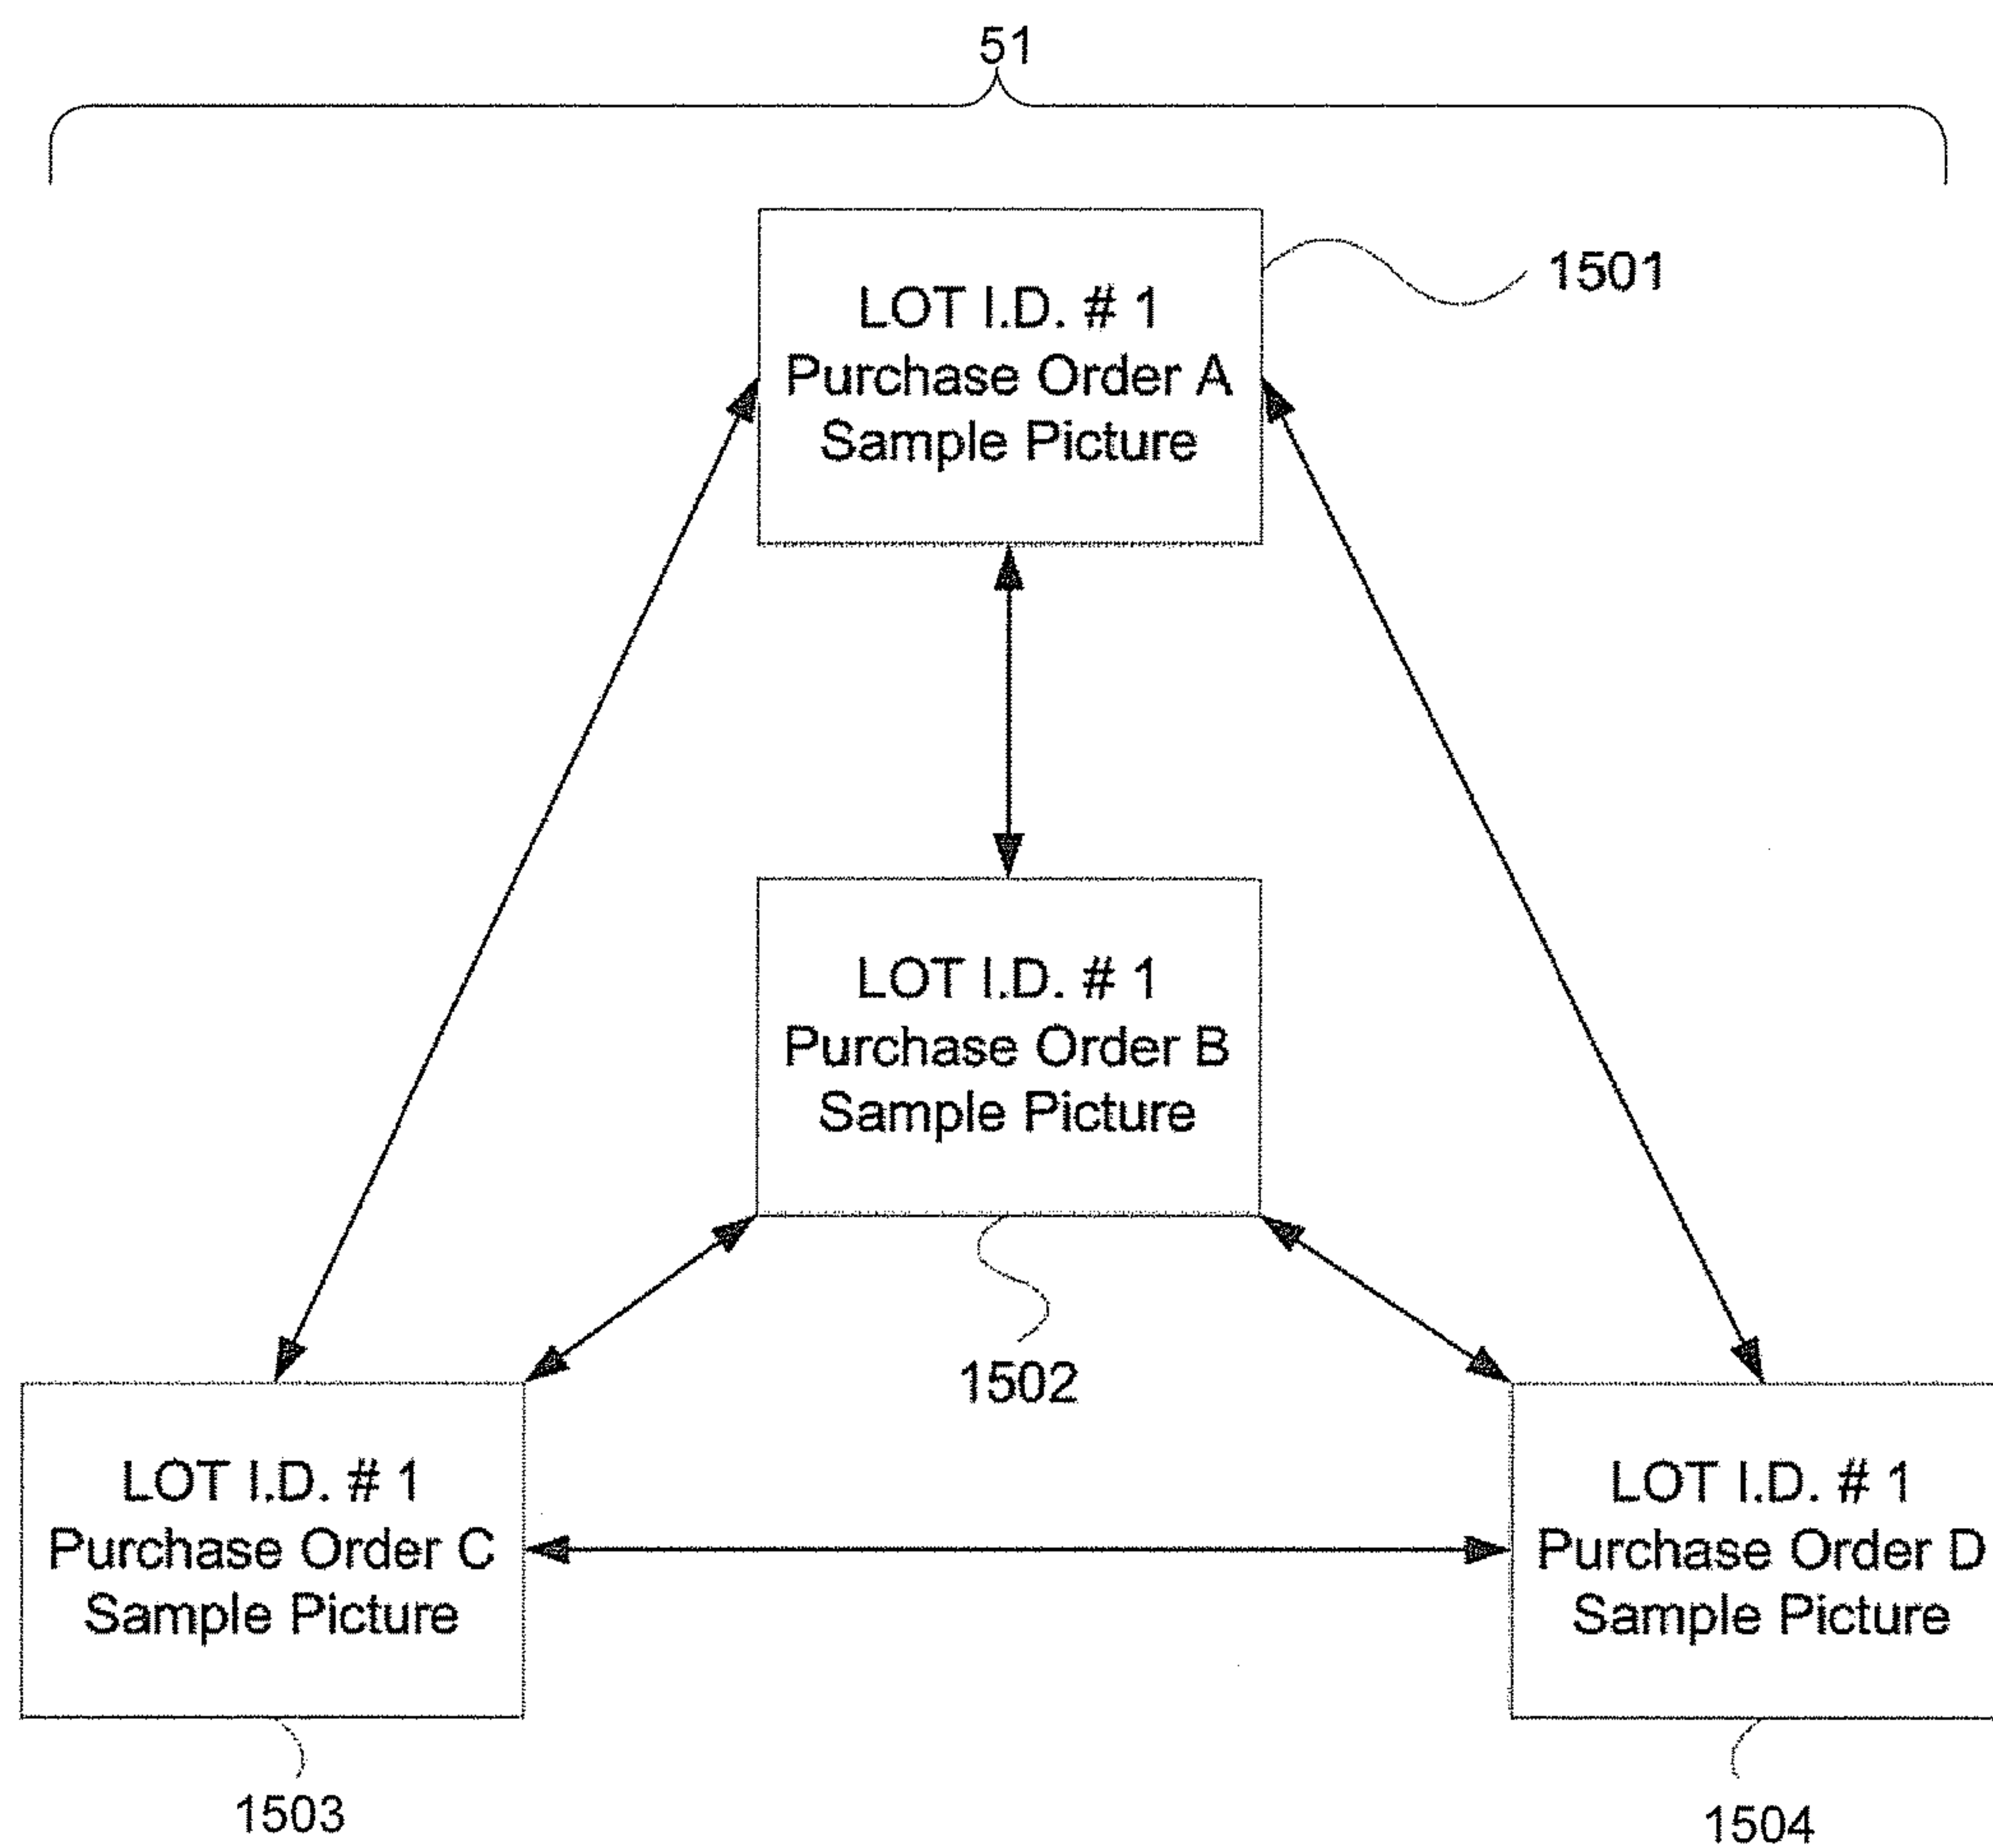 51
LOT I.D. # 1
Purchase Order A
Sample Picture
1501
LOT I.D. # 1
Purchase Order B
Sample Picture
1502
LOT I.D. # 1
Purchase Order C
Sample Picture
1503
LOT I.D. # 1
Purchase Order D
Sample Picture
1504